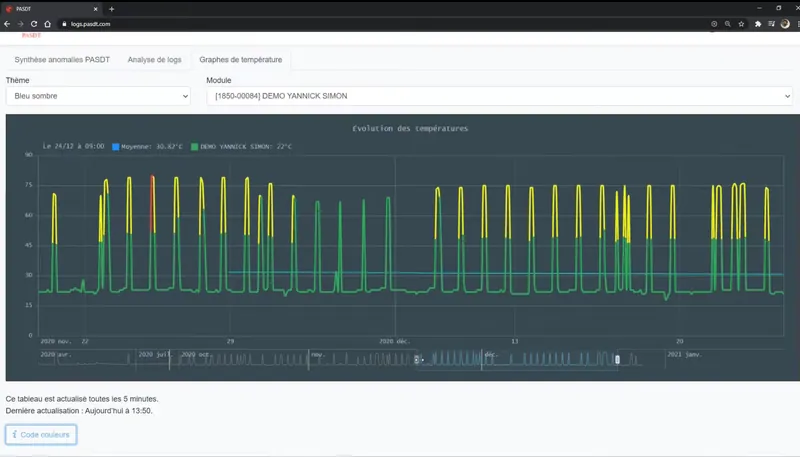 PASDT
logs.pasdt.com
PASDT
Synthèse anomalies PASDT
Analyse de logs
Graphes de température
Thème
Module
Bleu sombre
[1850-00084] DEMO YANNICK SIMON
Evolution des températures
Le 24/12 à 09:00
Moyenne: 30.82°C
DEMO YANNICK SIMON: 22°C
90
75
60
45
30
15
0
2020 nov.
22
29
2020 déc.
13
20
2020 avr.
2020 juil.
2020 oct.
nov.
déc.
2021 janv.
Ce tableau est actualisé toutes les 5 minutes.
Dernière actualisation : Aujourd'hui à 13:50.
Code couleurs